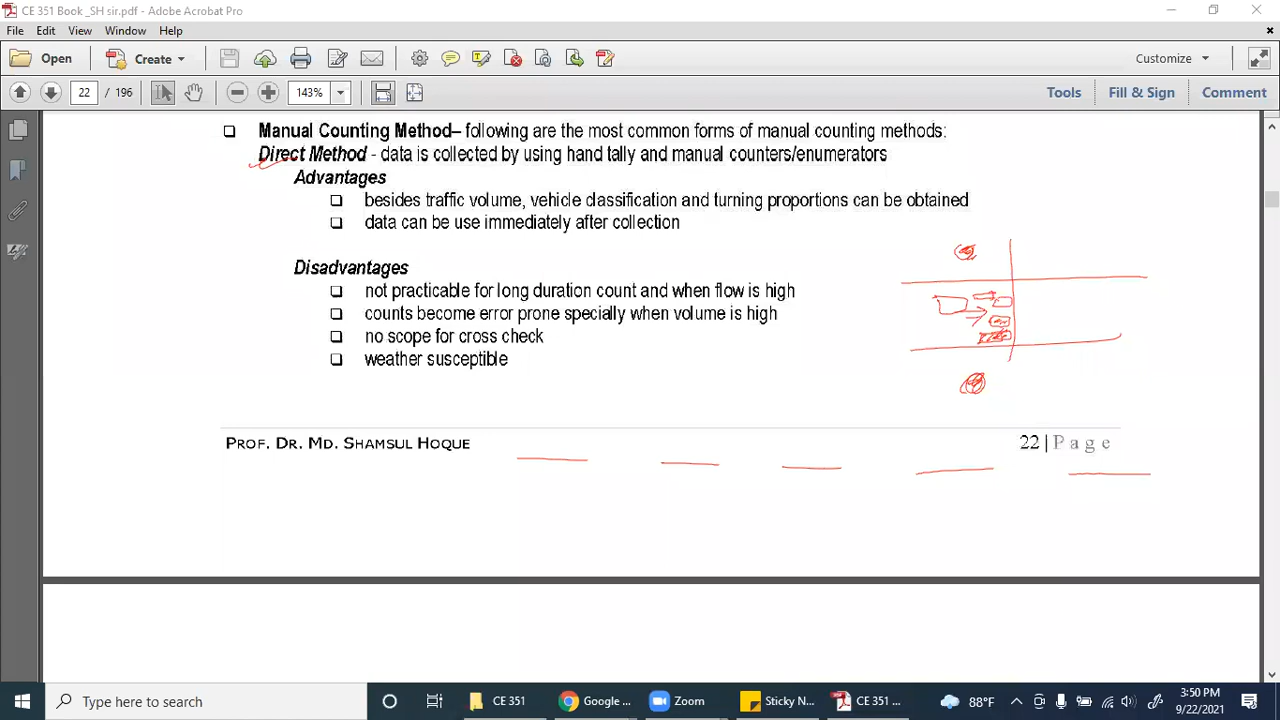 CE 351 Book _SH sir.pdf - Adobe Acrobat Pro
File Edit View Window Help
Open Create Customize
22 / 196 143% Tools Fill & Sign Comment
Manual Counting Method– following are the most common forms of manual counting methods:
Direct Method - data is collected by using hand tally and manual counters/enumerators
Advantages
besides traffic volume, vehicle classification and turning proportions can be obtained
data can be use immediately after collection
Disadvantages
not practicable for long duration count and when flow is high
counts become error prone specially when volume is high
no scope for cross check
weather susceptible
PROF. DR. MD. SHAMSUL HOQUE 22 | Page
Type here to search CE 351 Google ... Zoom Sticky N... CE 351 ... 88°F 3:50 PM
9/22/2021